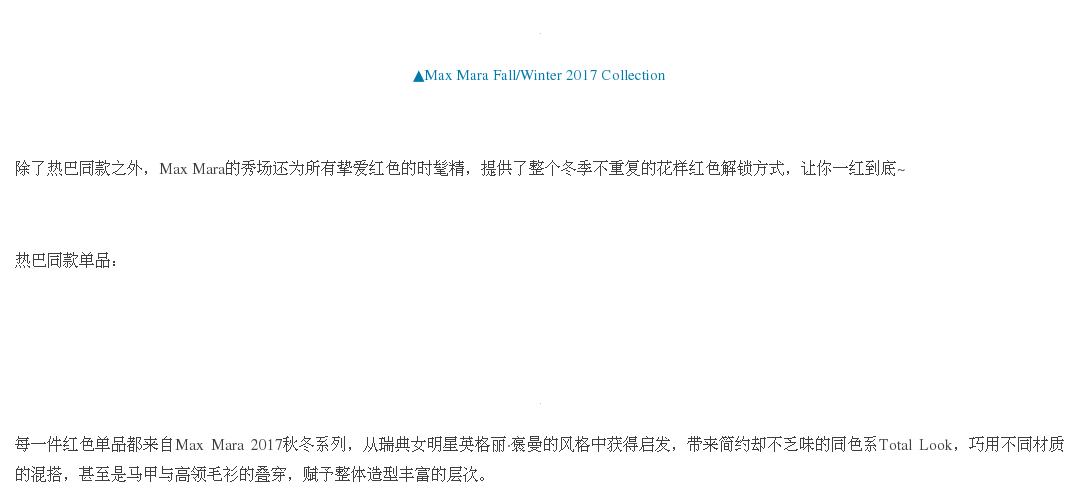 ▲Max Mara Fall/Winter 2017 Collection
除了热巴同款之外，Max Mara的秀场还为所有挚爱红色的时髦精，提供了整个冬季不重复的花样红色解锁方式，让你一红到底~
热巴同款单品：
每一件红色单品都来自Max Mara 2017秋冬系列，从瑞典女明星英格丽·褒曼的风格中获得启发，带来简约却不乏味的同色系Total Look，巧用不同材质
的混搭，甚至是马甲与高领毛衫的叠穿，赋予整体造型丰富的层次。